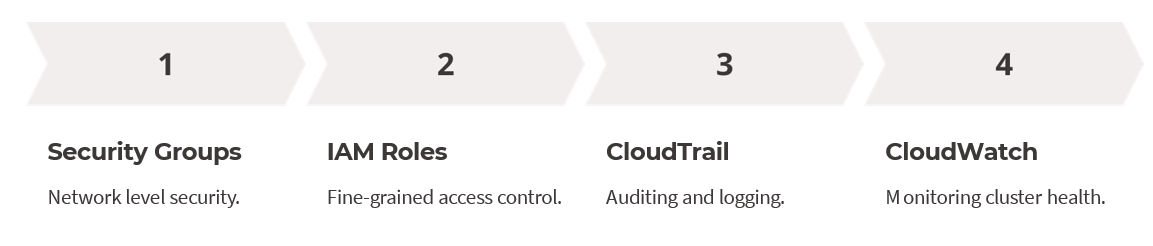 1 2 3 4
Security Groups IAM Roles CloudTrail CloudWatch
Network level security. Fine-grained access control. Auditing and logging. Monitoring cluster health.